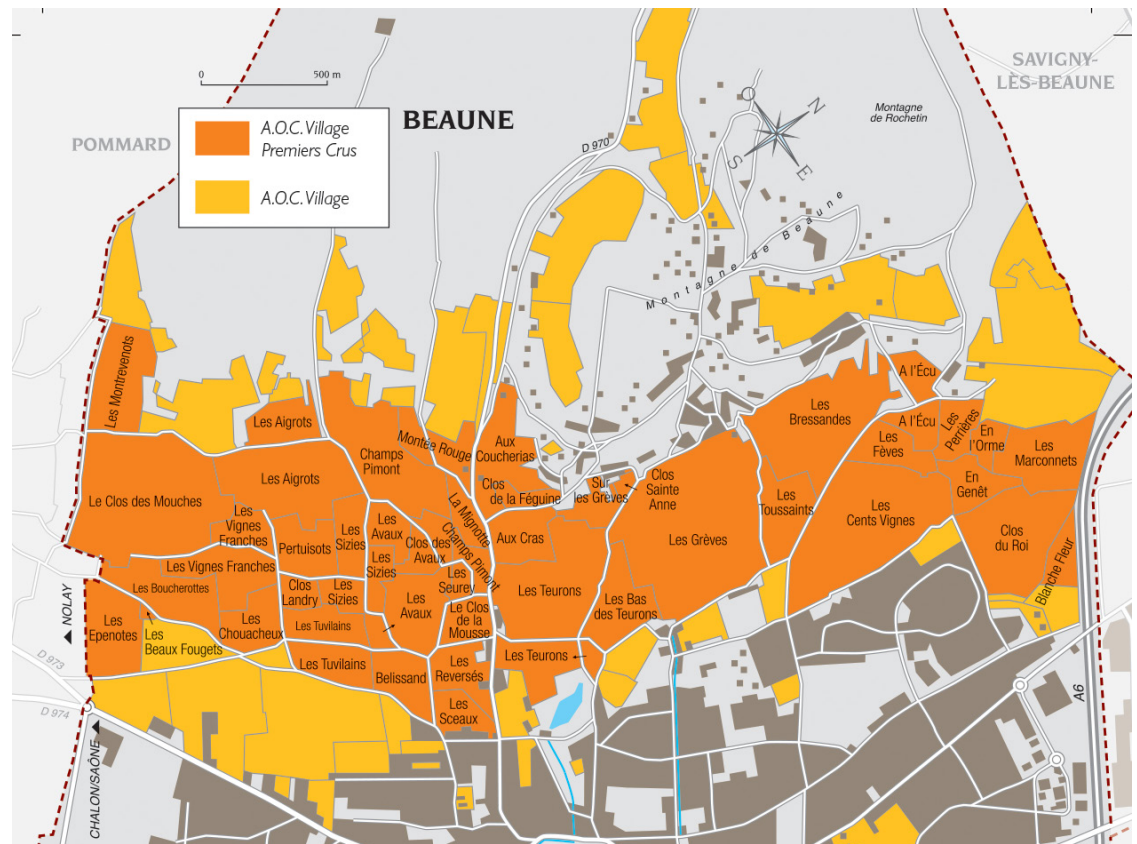 SAVIGNY-
LÈS-BEAUNE
0 500 m
BEAUNE
POMMARD
A.O.C. Village
Premiers Crus
A.O.C. Village
D 970
O
N
S
E
Montagne
de Rochetin
Montagne de Beaune
Les Montrevenots
Les Aigrots
Champs
Pimont
Montée Rouge
Aux
Coucherias
Les
Bressandes
A l'Écu
A l'Écu
Les
Perrières
En
l'Orme
Les
Marconnets
Les
Fèves
Le Clos des Mouches
Les Aigrots
Clos
de la Féguine
Sur
les Grèves
Clos
Sainte
Anne
Les
Toussaints
Les
Cents Vignes
En
Genêt
Clos
du Roi
Blanche Fleur
Les
Vignes
Franches
Pertuisots
Les
Sizies
Les
Avaux
Clos des
Avaux
La Mignotte
Champs Pimont
Aux Cras
Les Grèves
Les Vignes Franches
Les
Sizies
Les
Seurey
Les Boucherottes
Clos
Landry
Les
Sizies
Les
Avaux
Le Clos
de la
Mousse
Les Teurons
Les Bas
des Teurons
Les
Epenotes
Les
Beaux Fougets
Les
Chouacheux
Les Tuvilains
Les Tuvilains
Belissand
Les
Reversés
Les Teurons
Les
Sceaux
NOLAY
D 973
D 974
CHALON/SAÔNE
A6